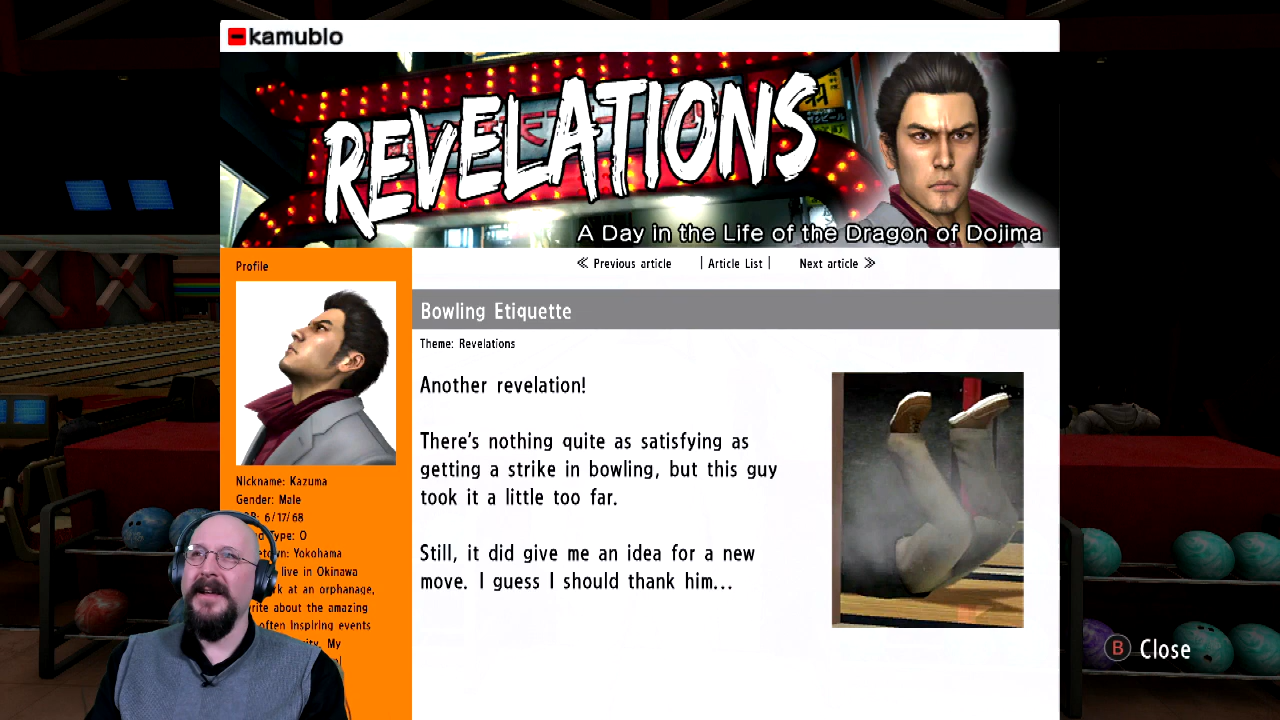 kamublo
REVELATIONS
A Day in the Life of the Dragon of Dojima
Profile
≪ Previous article | Article List | Next article ≫
Bowling Etiquette
Theme: Revelations
Another revelation!
There's nothing quite as satisfying as
getting a strike in bowling, but this guy
took it a little too far.
Still, it did give me an idea for a new
move. I guess I should thank him...
Nickname: Kazuma
Gender: Male
6/17/68
Type: O
Yokohama
live in Okinawa
at an orphanage,
about the amazing
often inspiring events
My
B Close